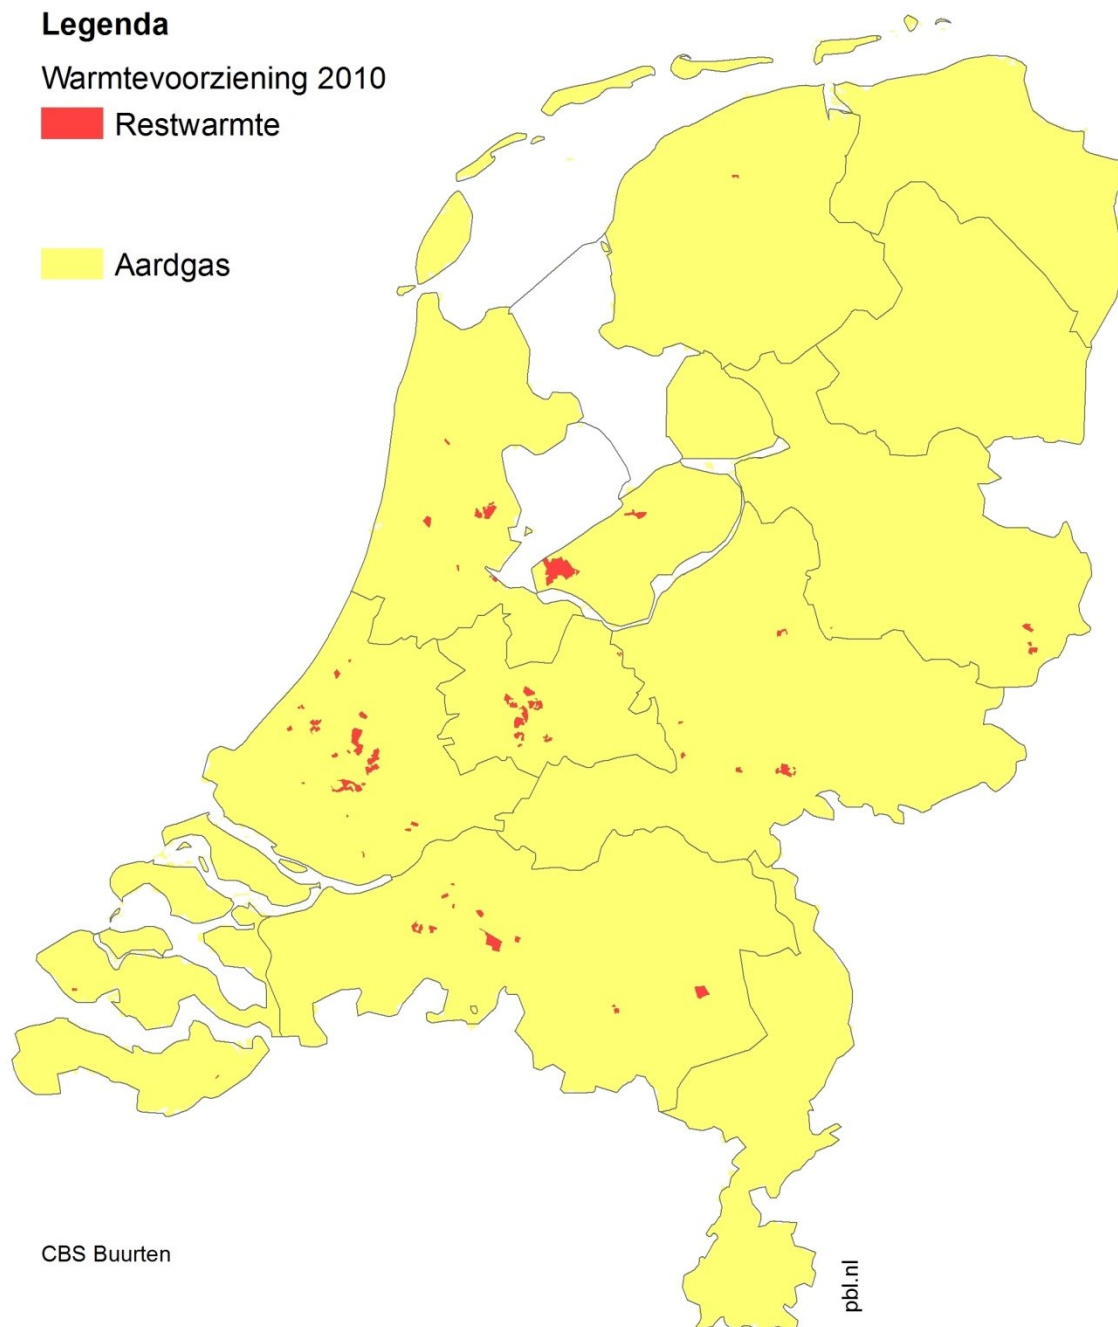 Legenda
Warmtevoorziening 2010
Restwarmte
Aardgas
CBS Buurten
pbl.nl